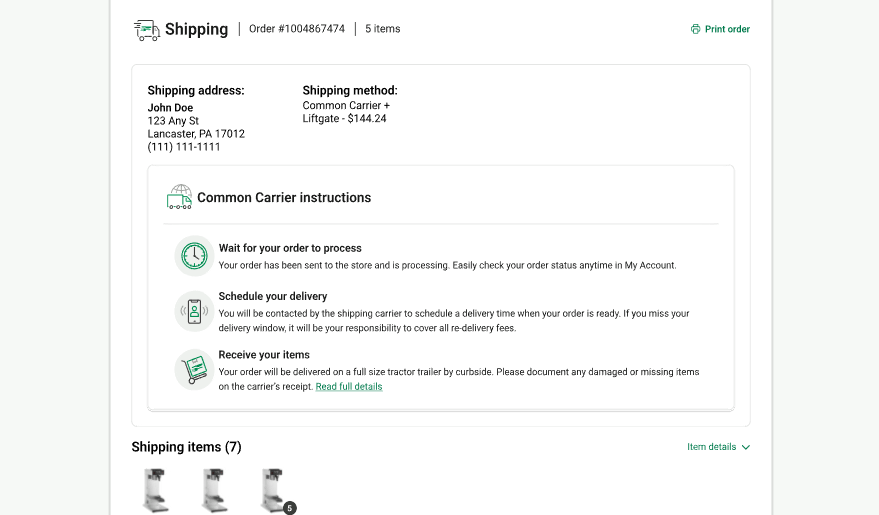 Shipping | Order #1004867474 | 5 items
Print order
Shipping address:
John Doe
123 Any St
Lancaster, PA 17012
(111) 111-1111
Shipping method:
Common Carrier +
Liftgate - $144.24
Common Carrier instructions
Wait for your order to process
Your order has been sent to the store and is processing. Easily check your order status anytime in My Account.
Schedule your delivery
You will be contacted by the shipping carrier to schedule a delivery time when your order is ready. If you miss your
delivery window, it will be your responsibility to cover all re-delivery fees.
Receive your items
Your order will be delivered on a full size tractor trailer by curbside. Please document any damaged or missing items
on the carrier's receipt. Read full details
Shipping items (7)
Item details
5